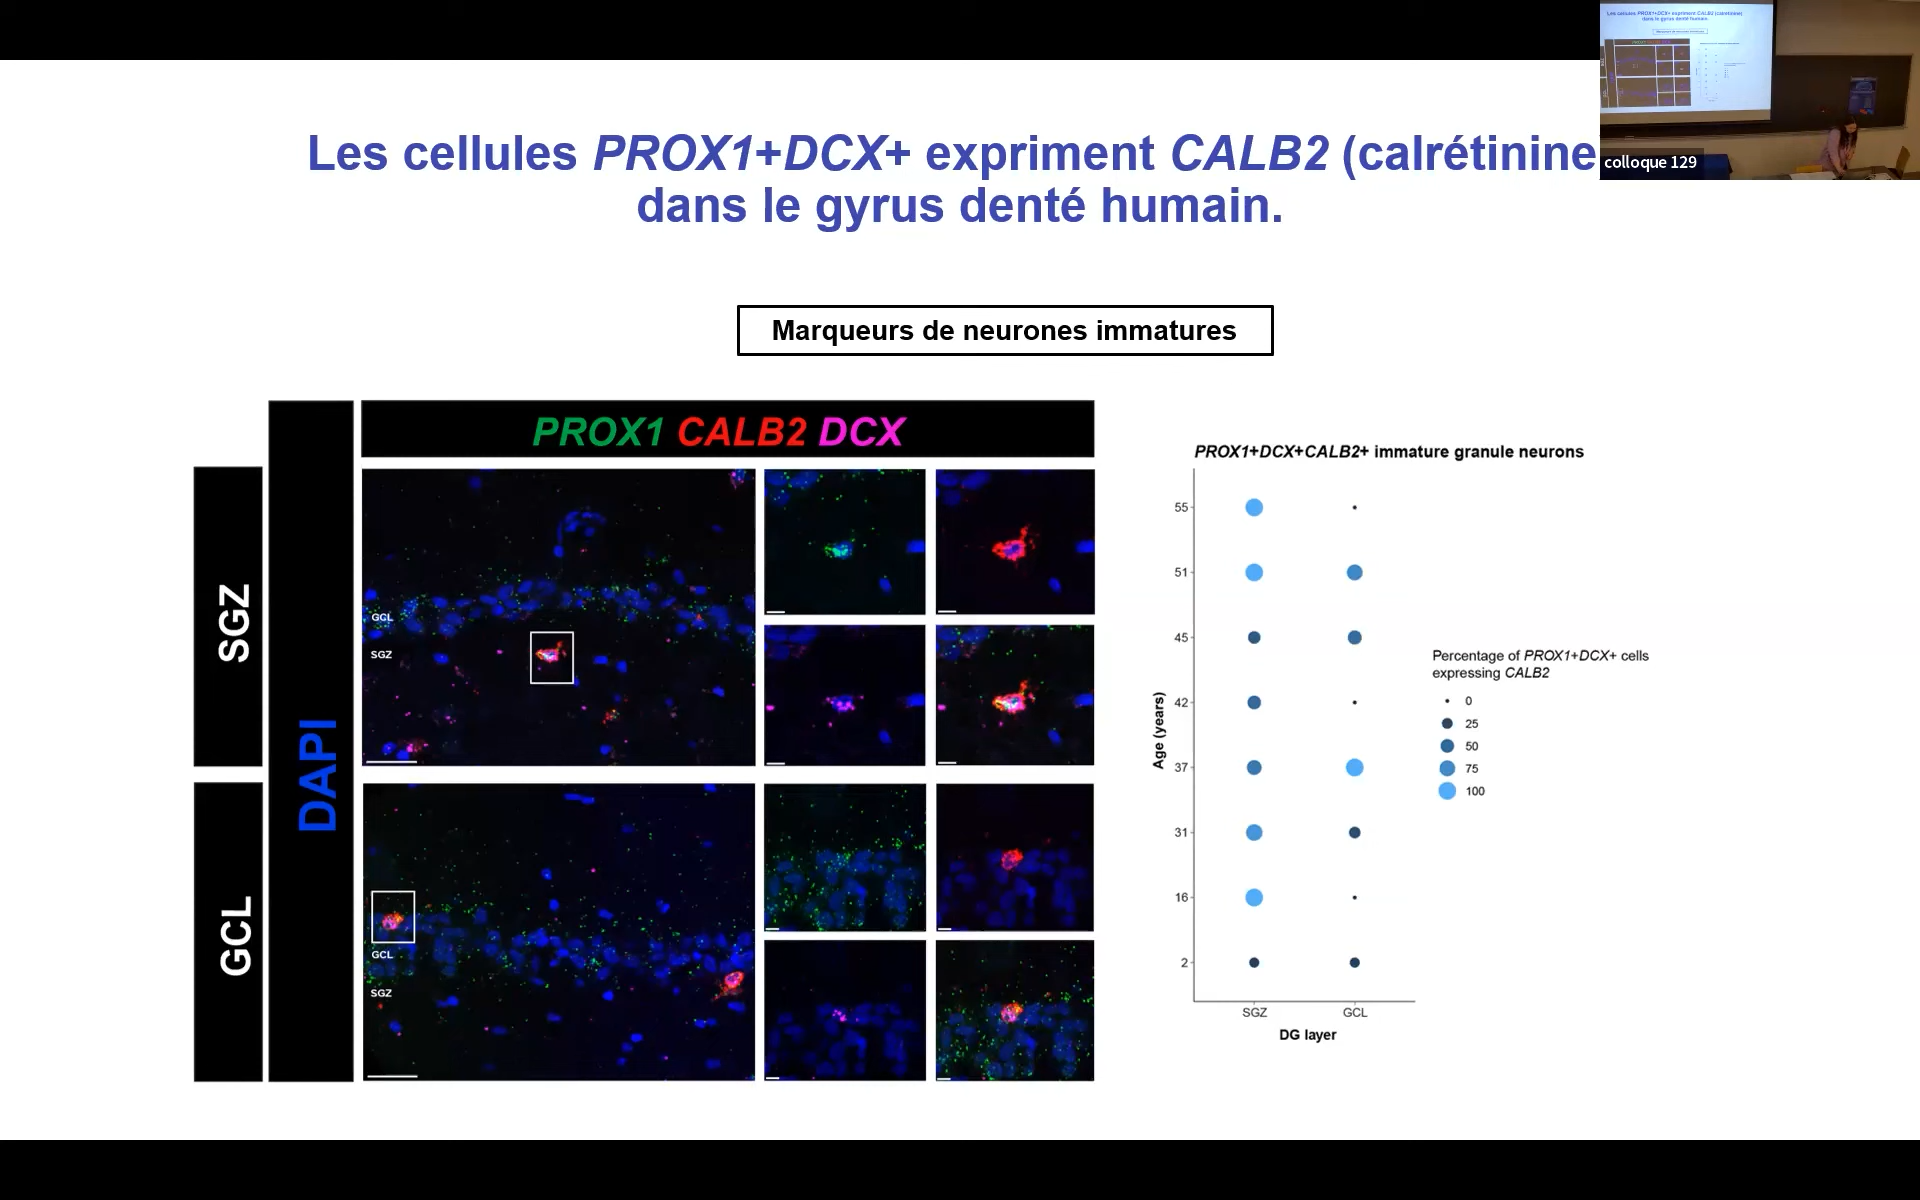 Les cellules PROX1+DCX+ expriment CALB2 (calrétinine
dans le gyrus denté humain.
colloque 129
Marqueurs de neurones immatures
PROX1 CALB2 DCX
SGZ
GCL
DAPI
GCL
SGZ
GCL
SGZ
PROX1+DCX+CALB2+ immature granule neurons
Age (years)
55
51
45
42
37
31
16
2
SGZ
GCL
DG layer
Percentage of PROX1+DCX+ cells
expressing CALB2
0
25
50
75
100